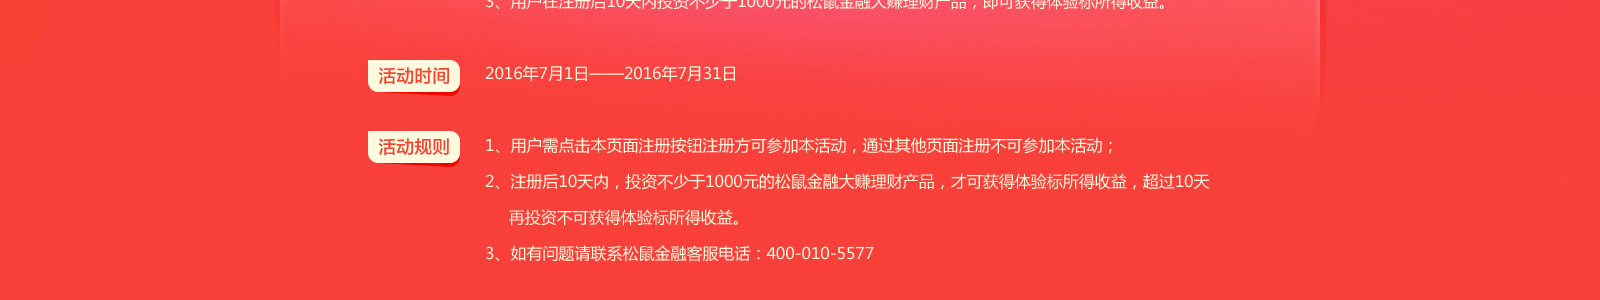 3、用户在注册后10天内投资不少于1000元的松鼠金融大赚理财产品，即可获得体验标所得收益。
活动时间
2016年7月1日——2016年7月31日
活动规则
1、用户需点击本页面注册按钮注册方可参加本活动，通过其他页面注册不可参加本活动；
2、注册后10天内，投资不少于1000元的松鼠金融大赚理财产品，才可获得体验标所得收益，超过10天
再投资不可获得体验标所得收益。
3、如有问题请联系松鼠金融客服电话：400-010-5577